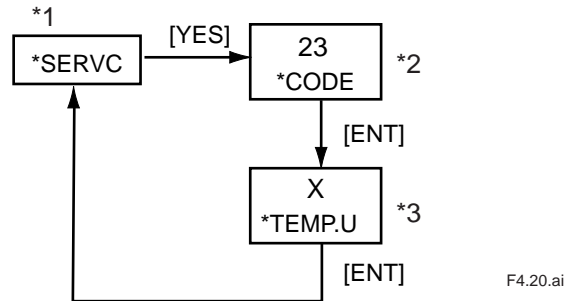 *1
*SERVC
[YES]
23
*CODE
*2
[ENT]
X
*TEMP.U
*3
[ENT]
F4.20.ai